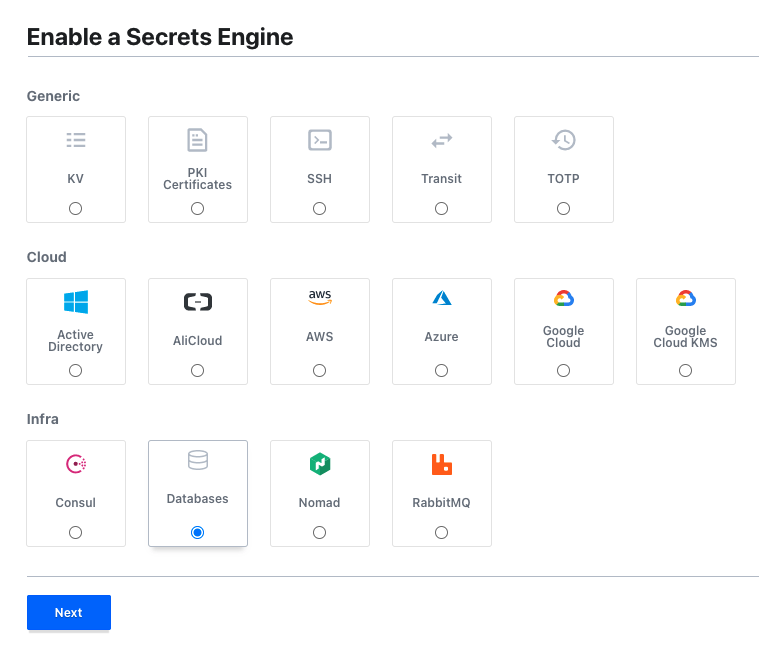 Enable a Secrets Engine
Generic
KV
PKI
Certificates
SSH
Transit
TOTP
Cloud
Active
Directory
AliCloud
aws
AWS
Azure
Google
Cloud
Google
Cloud KMS
Infra
Consul
Databases
Nomad
RabbitMQ
Next